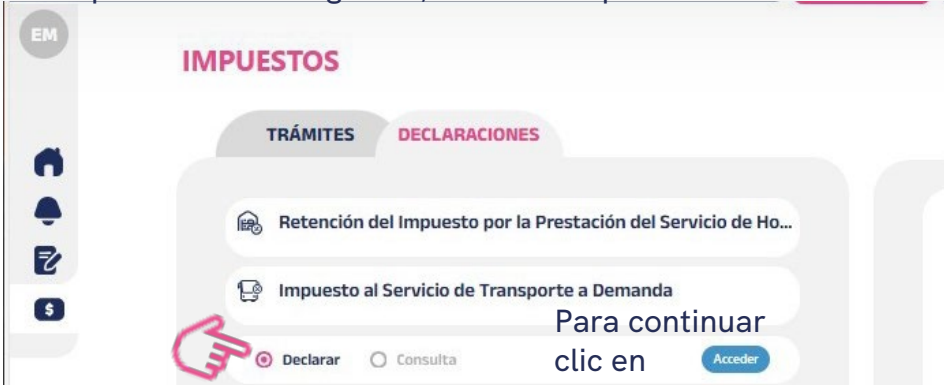 EM
IMPUESTOS
TRÁMITES DECLARACIONES
Retención del Impuesto por la Prestación del Servicio de Ho...
Impuesto al Servicio de Transporte a Demanda
Para continuar
Declarar Consulta clic en Acceder